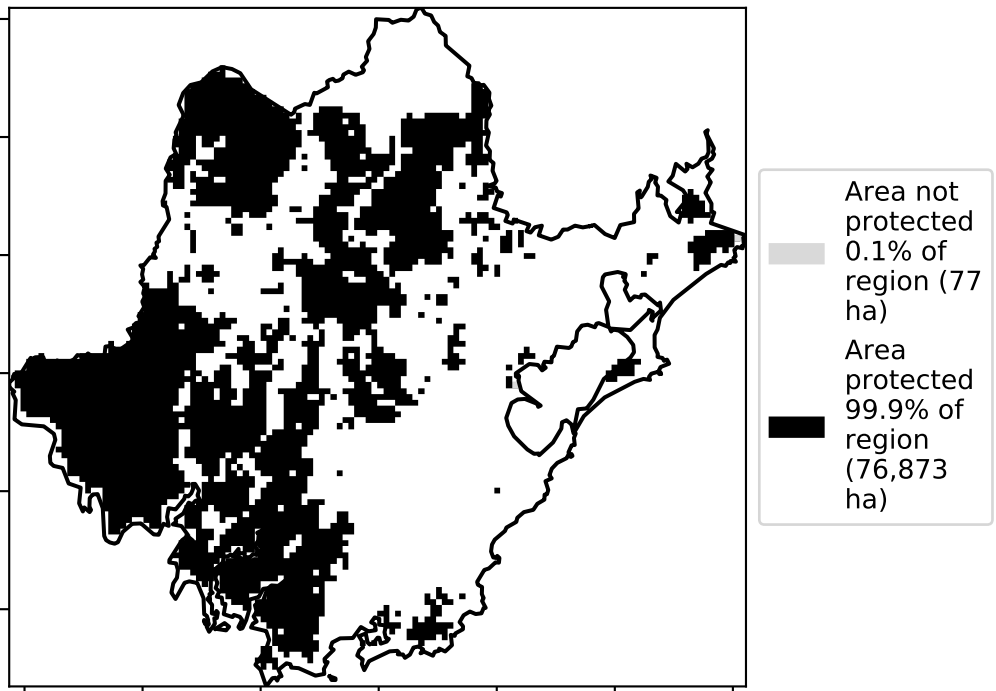 Area not
protected
0.1% of
region (77
ha)
Area
protected
99.9% of
region
(76,873
ha)